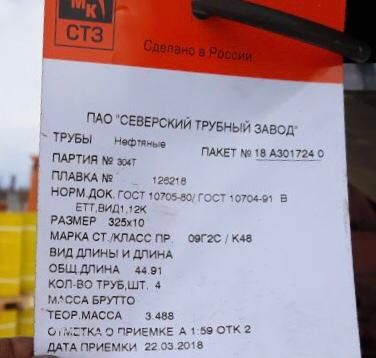 МК
СТЗ
Сделано в России
ПАО "СЕВЕРСКИЙ ТРУБНЫЙ ЗАВОД"
ТРУБЫ Нефтяные
ПАКЕТ № 18 А301724 0
ПАРТИЯ № 304Т
ПЛАВКА № 126218
НОРМ.ДОК. ГОСТ 10705-80/ ГОСТ 10704-91 В
ЕТТ,ВИД1,12К
РАЗМЕР 325x10
МАРКА СТ./КЛАСС ПР. 09Г2С / К48
ВИД ДЛИНЫ И ДЛИНА
ОБЩ.ДЛИНА 44.91
КОЛ-ВО ТРУБ,ШТ. 4
МАССА БРУТТО
ТЕОР.МАССА 3.488
ОТМЕТКА О ПРИЕМКЕ А 1:59 ОТК 2
ДАТА ПРИЕМКИ 22.03.2018